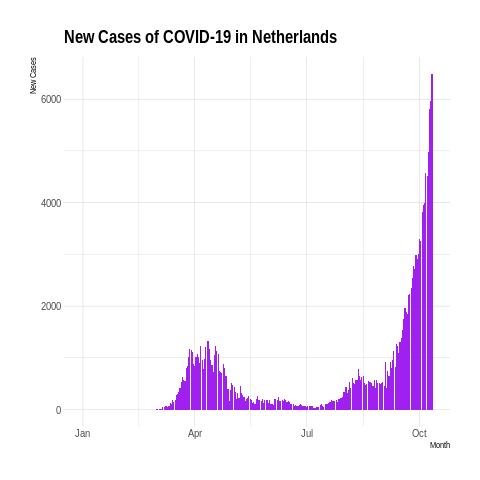 New Cases of COVID-19 in Netherlands
New Cases
6000
4000
2000
0
Jan Apr Jul Oct
Month